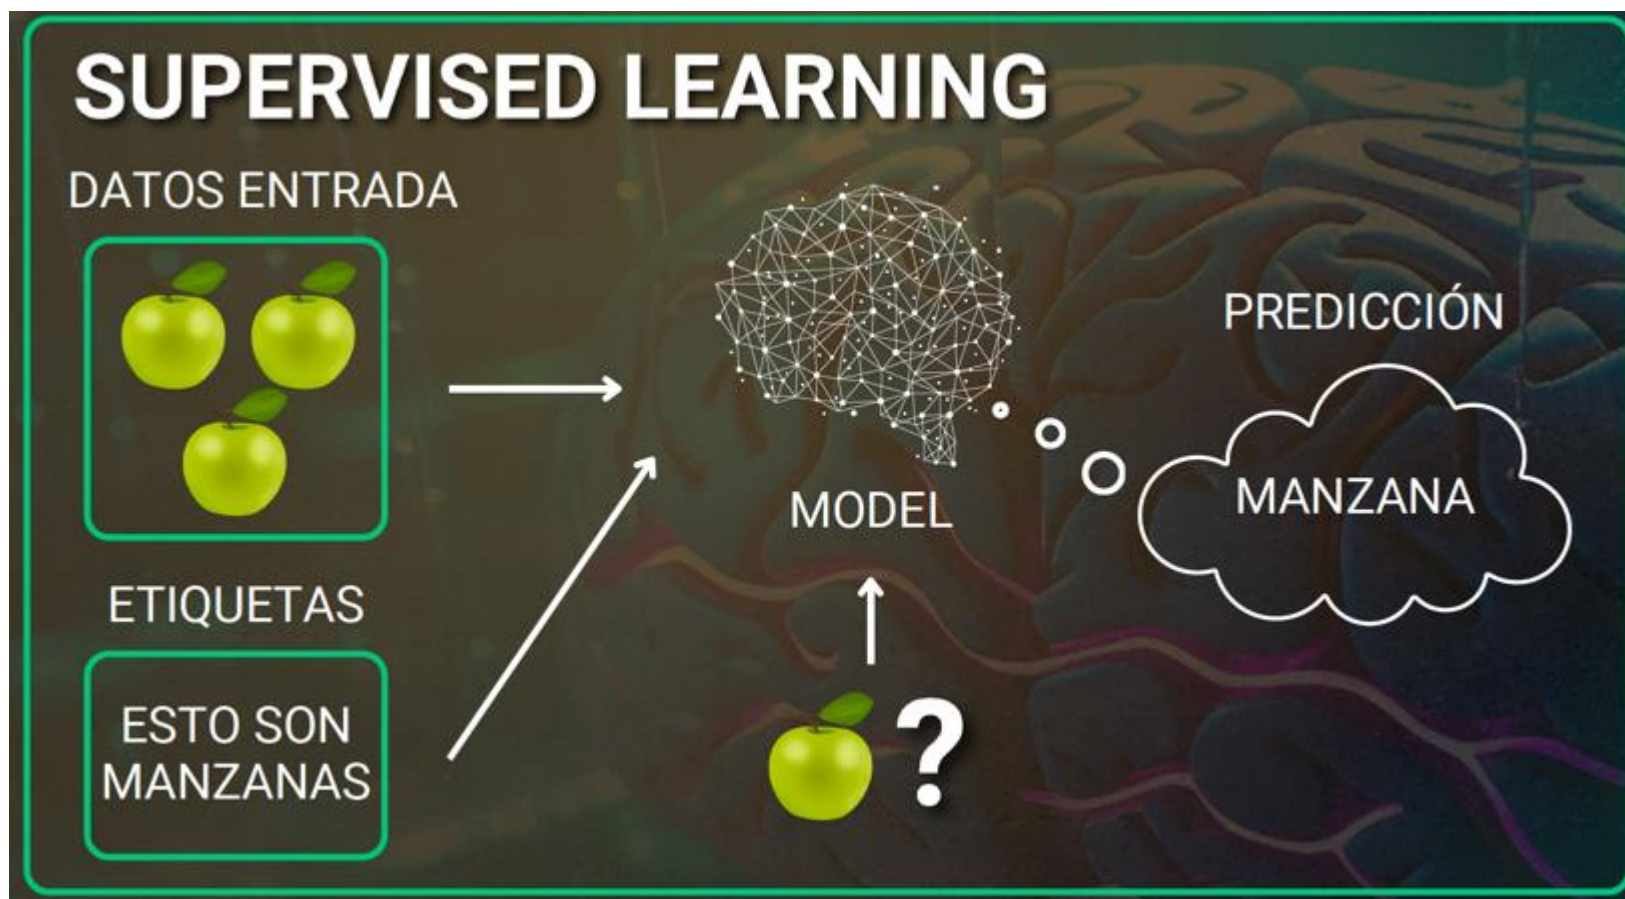 SUPERVISED LEARNING
DATOS ENTRADA
ETIQUETAS
ESTO SON
MANZANAS
MODEL
?
PREDICCIÓN
MANZANA